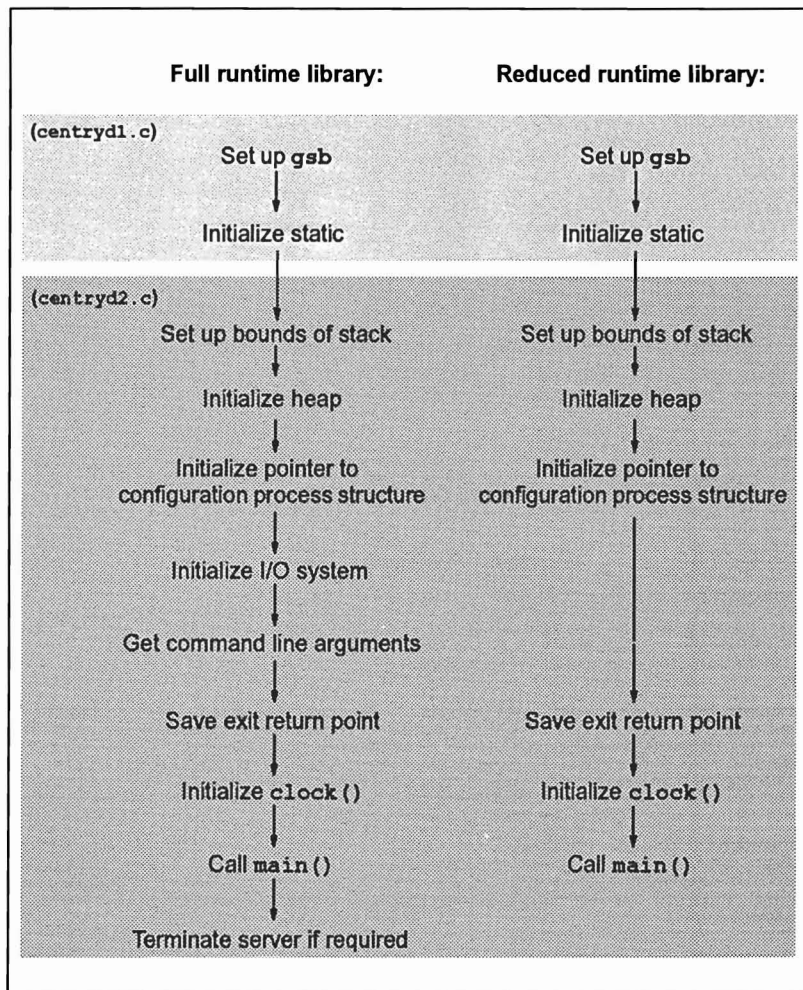 Full runtime library:
Reduced runtime library:
(centryd1.c)
Set up gsb
Set up gsb
Initialize static
Initialize static
(centryd2.c)
Set up bounds of stack
Set up bounds of stack
Initialize heap
Initialize heap
Initialize pointer to
configuration process structure
Initialize pointer to
configuration process structure
Initialize I/O system
Get command line arguments
Save exit return point
Save exit return point
Initialize clock()
Initialize clock()
Call main()
Call main()
Terminate server if required